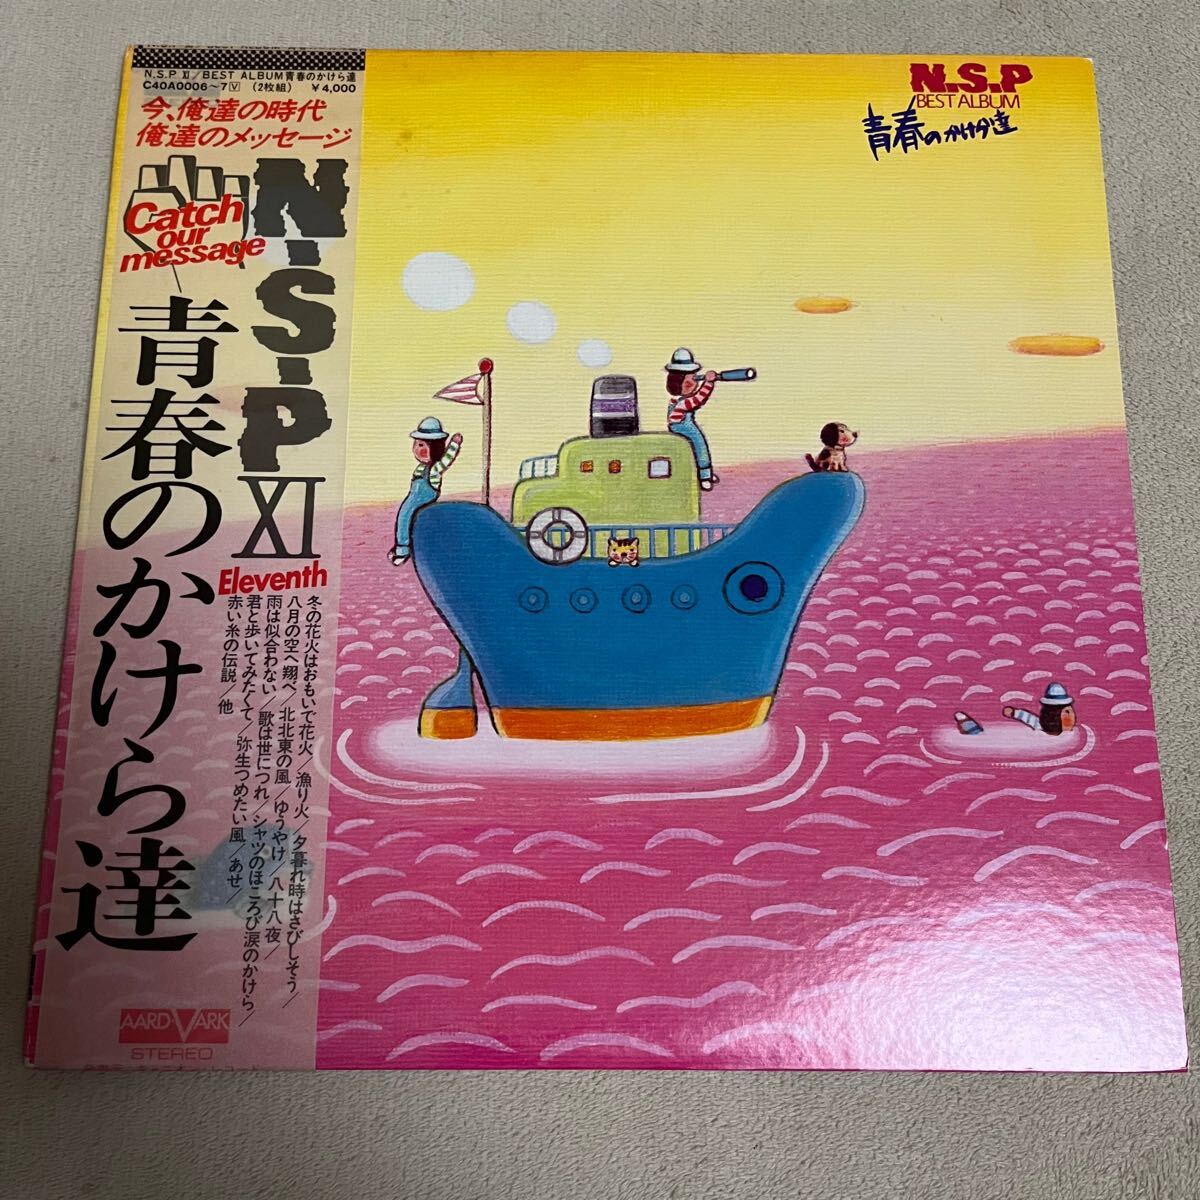 N.S.P XI/BEST ALBUM青春のかけら達
C40A0006~7 V (2枚組) ¥4,000
今、俺達の時代
俺達のメッセージ
Catch
our
message
N.S.P XI
Eleventh
青春のかけら達
冬の花火はおもいで花火/漁り火/夕暮れ時はさびしそう/
八月の空へ翔べ/北北東の風/ゆうやけ/八十八夜/
雨は似合わない/歌は世につれ/シャツのほころび涙のかけら/
君と歩いてみたくて/弥生つめたい風/あせ/
赤い糸の伝説/他
AARDVARK
STEREO
N.S.P
BEST ALBUM
青春のかけら達